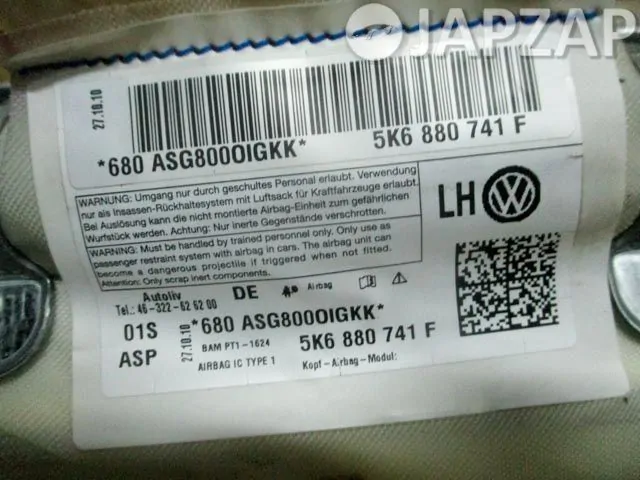 JAPZAP
27.10.10
*680 ASG800OIGKK*
5K6 880 741 F
WARNUNG: Umgang nur durch geschultes Personal erlaubt. Verwendung
nur als Insassen-Rückhaltesystem mit Luftsack für Kraftfahrzeuge erlaubt.
Bei Auslösung kann die nicht montierte Airbag-Einheit zum gefährlichen
Wurfstück werden. Achtung: Nur inerte Gegenstände verschrotten.
WARNING: Must be handled by trained personnel only. Only use as
passenger restraint system with airbag in cars. The airbag unit can
become a dangerous projectile if triggered when not fitted.
Attention: Only scrap inert components.
LH
Autoliv
Tel.: 46-322-626200
DE
Airbag
01S
ASP
27.10.10
*680 ASG800OIGKK*
BAM PT1-1624
5K6 880 741 F
AIRBAG IC TYPE 1
Kopf-Airbag-Modul: